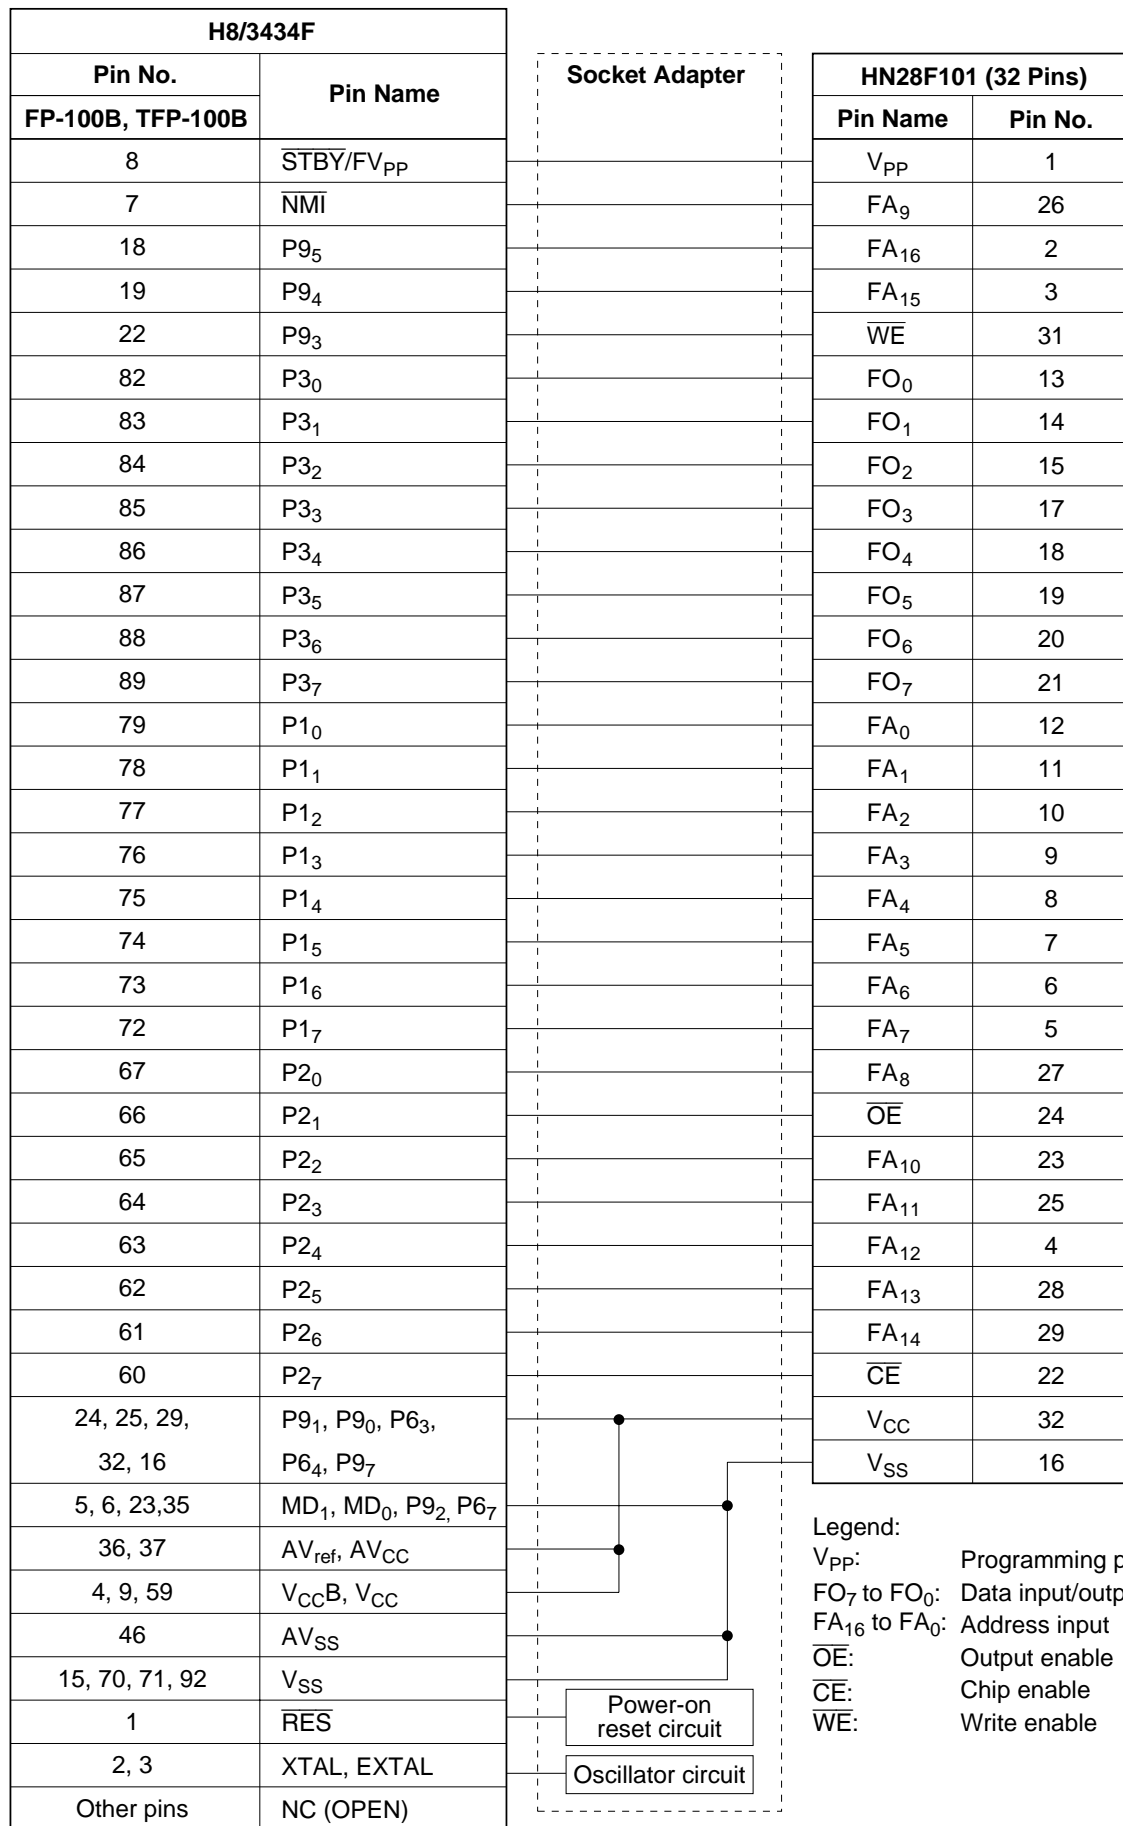 H8/3434F
Pin No.
Pin Name
FP-100B, TFP-100B
Socket Adapter
HN28F101 (32 Pins)
Pin Name Pin No.
8 S̅T̅B̅Y̅/FVPP VPP 1
7 N̅M̅I̅ FA9 26
18 P95 FA16 2
19 P94 FA15 3
22 P93 W̅E̅ 31
82 P30 FO0 13
83 P31 FO1 14
84 P32 FO2 15
85 P33 FO3 17
86 P34 FO4 18
87 P35 FO5 19
88 P36 FO6 20
89 P37 FO7 21
79 P10 FA0 12
78 P11 FA1 11
77 P12 FA2 10
76 P13 FA3 9
75 P14 FA4 8
74 P15 FA5 7
73 P16 FA6 6
72 P17 FA7 5
67 P20 FA8 27
66 P21 O̅E̅ 24
65 P22 FA10 23
64 P23 FA11 25
63 P24 FA12 4
62 P25 FA13 28
61 P26 FA14 29
60 P27 C̅E̅ 22
24, 25, 29, P91, P90, P63, VCC 32
32, 16 P64, P97 VSS 16
5, 6, 23,35 MD1, MD0, P92, P67
36, 37 AVref, AVCC
4, 9, 59 VCCB, VCC
46 AVSS
15, 70, 71, 92 VSS
1 R̅E̅S̅
Power-on
reset circuit
2, 3 XTAL, EXTAL
Oscillator circuit
Other pins NC (OPEN)
Legend:
VPP: Programming p
FO7 to FO0: Data input/outp
FA16 to FA0: Address input
O̅E̅: Output enable
C̅E̅: Chip enable
W̅E̅: Write enable